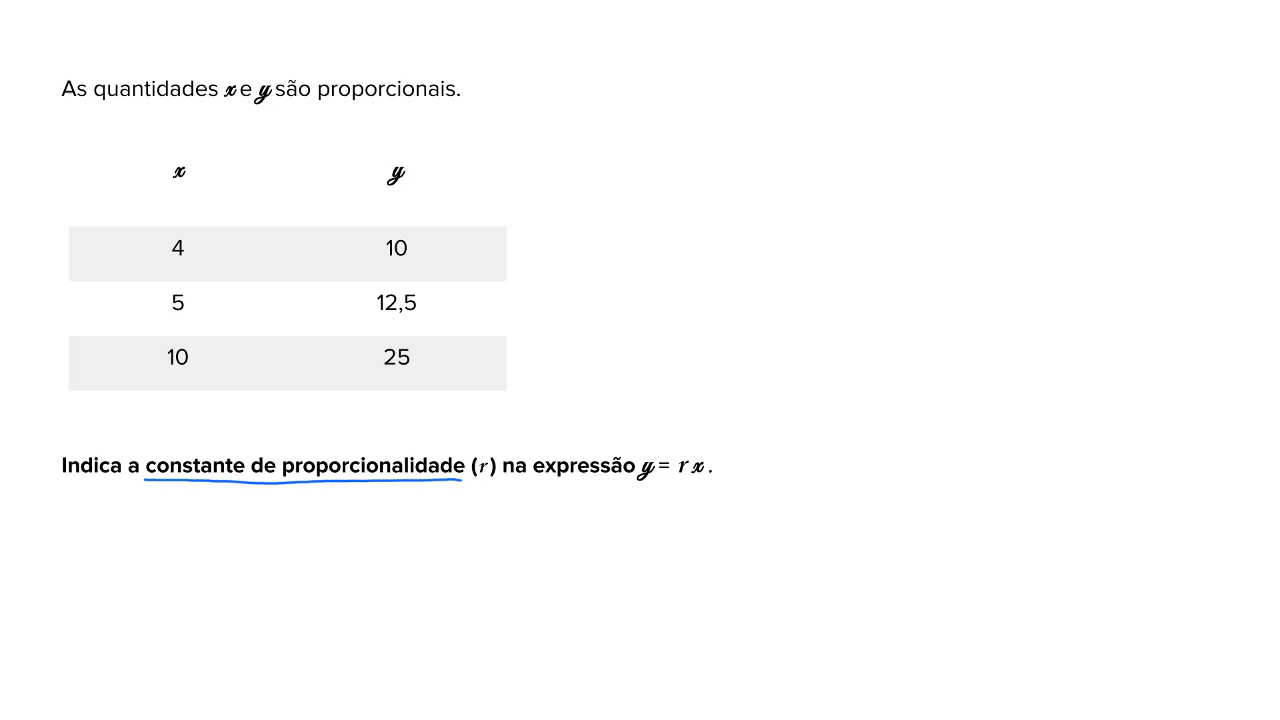 As quantidades x e y são proporcionais.
x y
4 10
5 12,5
10 25
Indica a constante de proporcionalidade (r) na expressão y = r x .